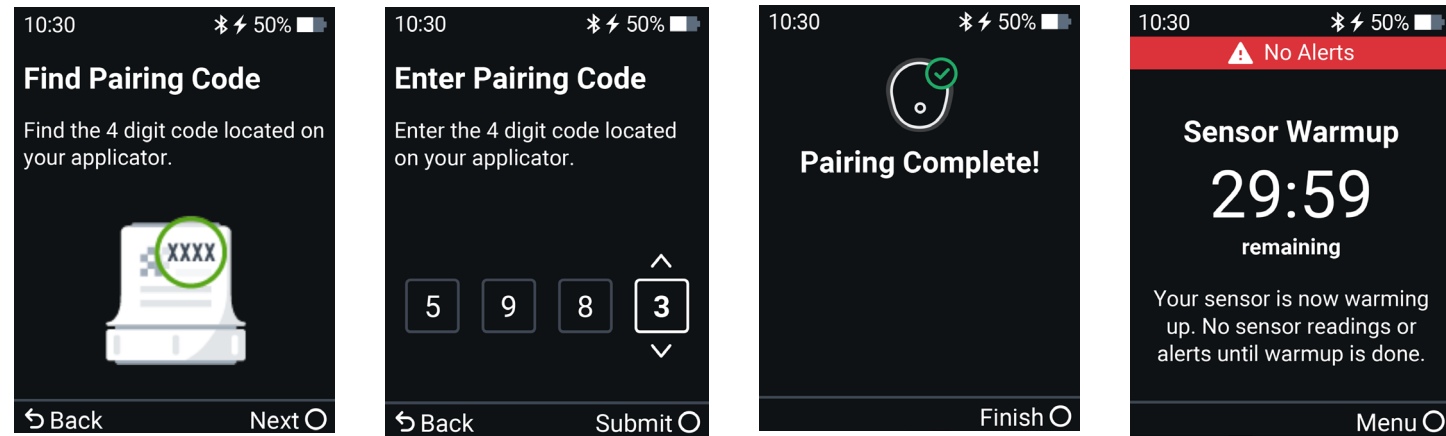 10:30 50%
Find Pairing Code
Find the 4 digit code located on
your applicator.
XXXX
Back Next
10:30 50%
Enter Pairing Code
Enter the 4 digit code located
on your applicator.
5 9 8 3
Back Submit
10:30 50%
Pairing Complete!
Finish
10:30 50%
No Alerts
Sensor Warmup
29:59
remaining
Your sensor is now warming
up. No sensor readings or
alerts until warmup is done.
Menu